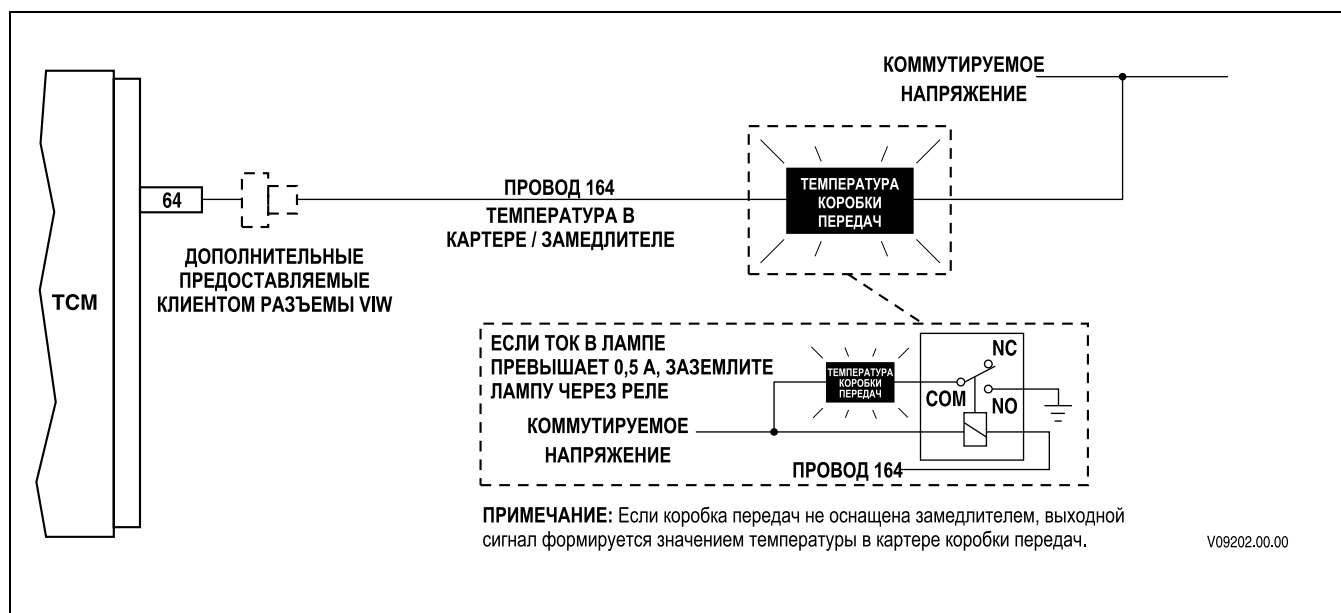 КОММУТИРУЕМОЕ
НАПРЯЖЕНИЕ
TCM
64
ДОПОЛНИТЕЛЬНЫЕ
ПРЕДОСТАВЛЯЕМЫЕ
КЛИЕНТОМ РАЗЪЕМЫ VIW
ПРОВОД 164
ТЕМПЕРАТУРА В
КАРТЕРЕ / ЗАМЕДЛИТЕЛЕ
ТЕМПЕРАТУРА
КОРОБКИ
ПЕРЕДАЧ
ЕСЛИ ТОК В ЛАМПЕ
ПРЕВЫШАЕТ 0,5 А, ЗАЗЕМЛИТЕ
ЛАМПУ ЧЕРЕЗ РЕЛЕ
КОММУТИРУЕМОЕ
НАПРЯЖЕНИЕ
ТЕМПЕРАТУРА
КОРОБКИ
ПЕРЕДАЧ
NC
COM
NO
ПРОВОД 164
ПРИМЕЧАНИЕ: Если коробка передач не оснащена замедлителем, выходной
сигнал формируется значением температуры в картере коробки передач.
V09202.00.00